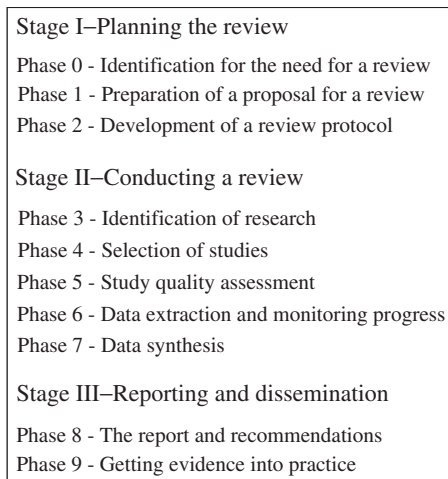 Stage I–Planning the review
Phase 0 - Identification for the need for a review
Phase 1 - Preparation of a proposal for a review
Phase 2 - Development of a review protocol
Stage II–Conducting a review
Phase 3 - Identification of research
Phase 4 - Selection of studies
Phase 5 - Study quality assessment
Phase 6 - Data extraction and monitoring progress
Phase 7 - Data synthesis
Stage III–Reporting and dissemination
Phase 8 - The report and recommendations
Phase 9 - Getting evidence into practice